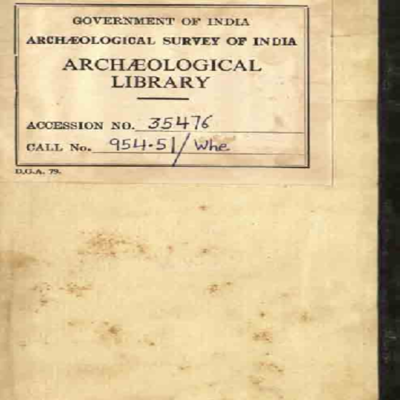 GOVERNMENT OF INDIA
ARCHÆOLOGICAL SURVEY OF INDIA
ARCHÆOLOGICAL
LIBRARY
ACCESSION NO. 35476
CALL No. 954.51/Whe
D.G.A. 79.